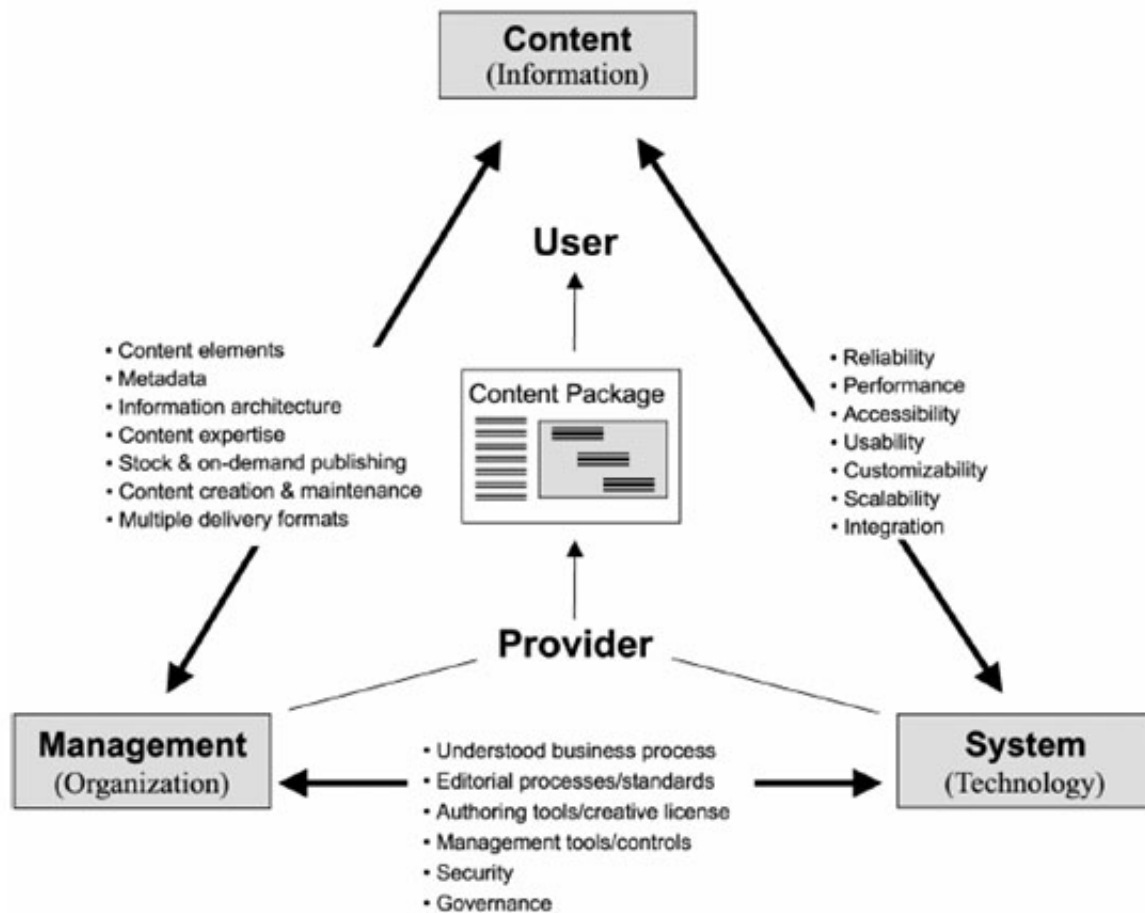 Content
(Information)
User
• Content elements
• Metadata
• Information architecture
• Content expertise
• Stock & on-demand publishing
• Content creation & maintenance
• Multiple delivery formats
Content Package
• Reliability
• Performance
• Accessibility
• Usability
• Customizability
• Scalability
• Integration
Provider
Management
(Organization)
• Understood business process
• Editorial processes/standards
• Authoring tools/creative license
• Management tools/controls
• Security
• Governance
System
(Technology)